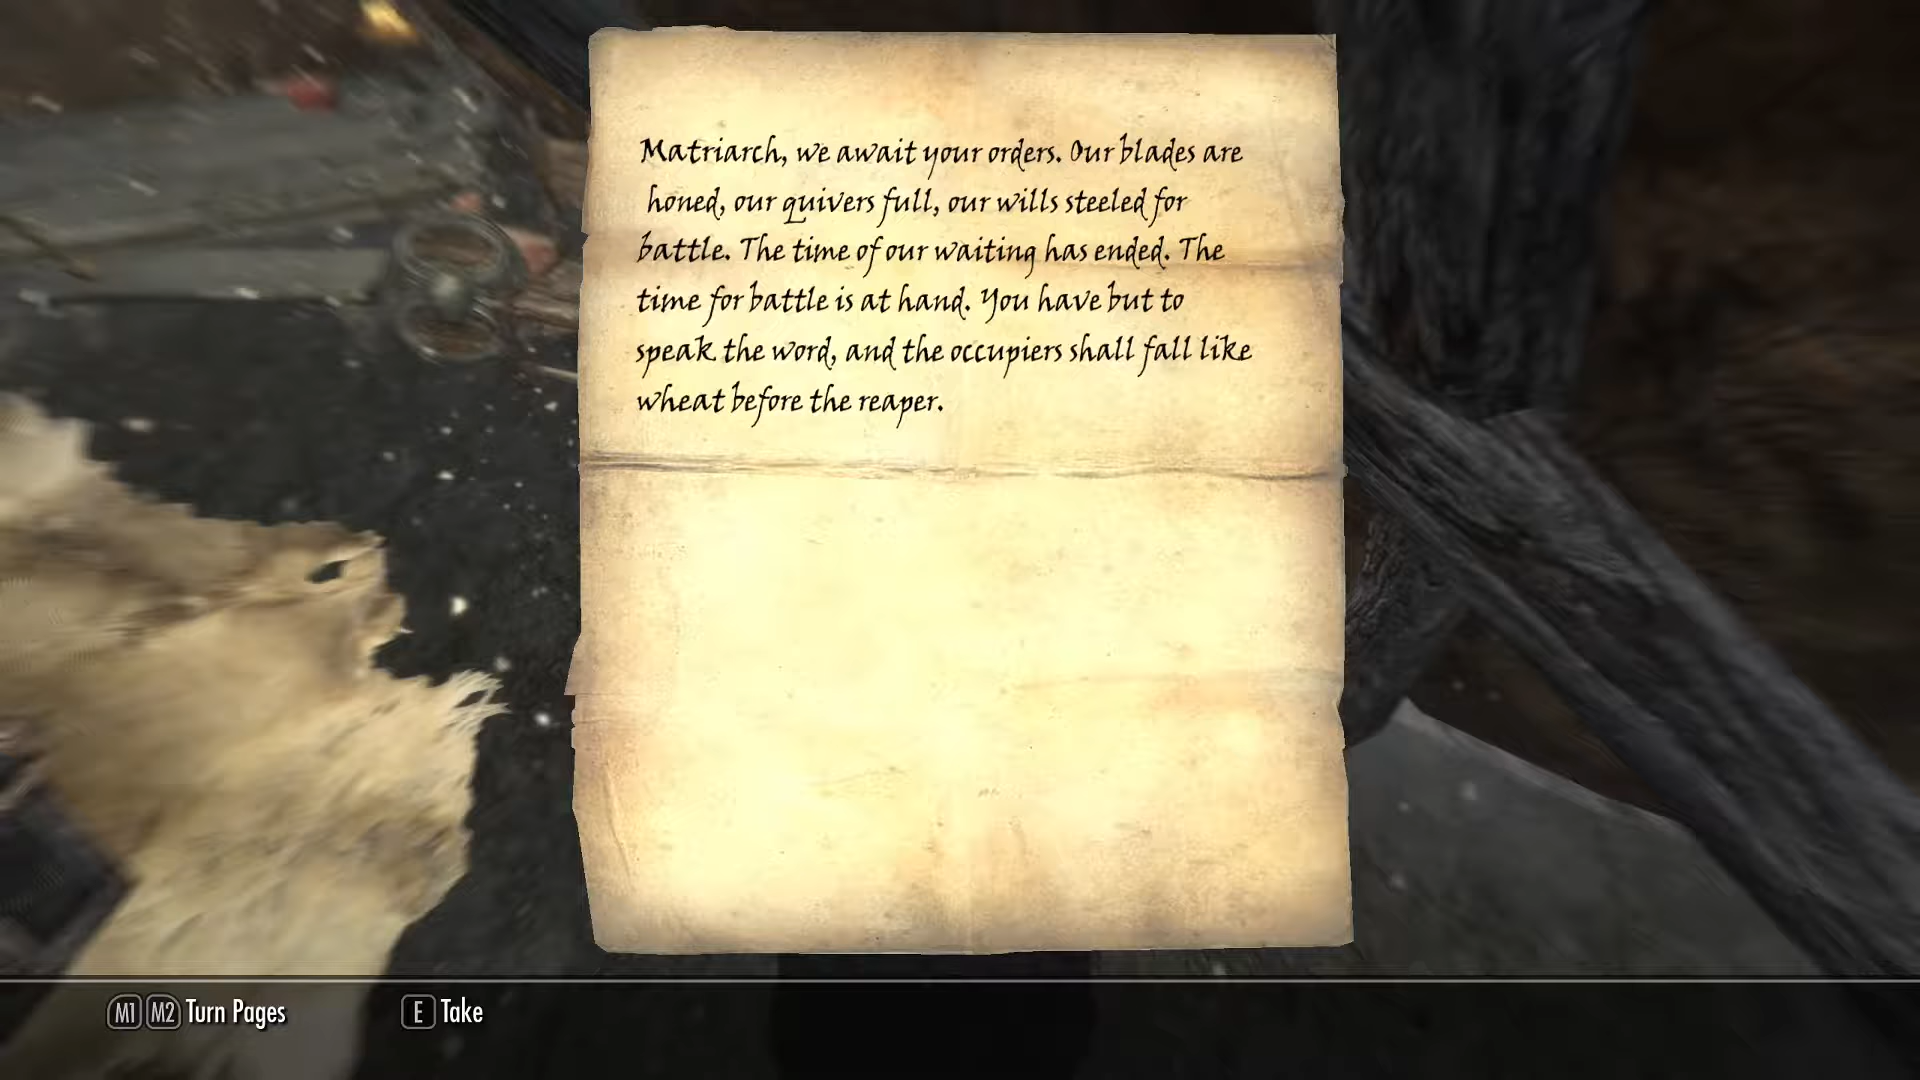 Matriarch, we await your orders. Our blades are
honed, our quivers full, our wills steeled for
battle. The time of our waiting has ended. The
time for battle is at hand. You have but to
speak the word, and the occupiers shall fall like
wheat before the reaper.
M1 M2 Turn Pages
E Take